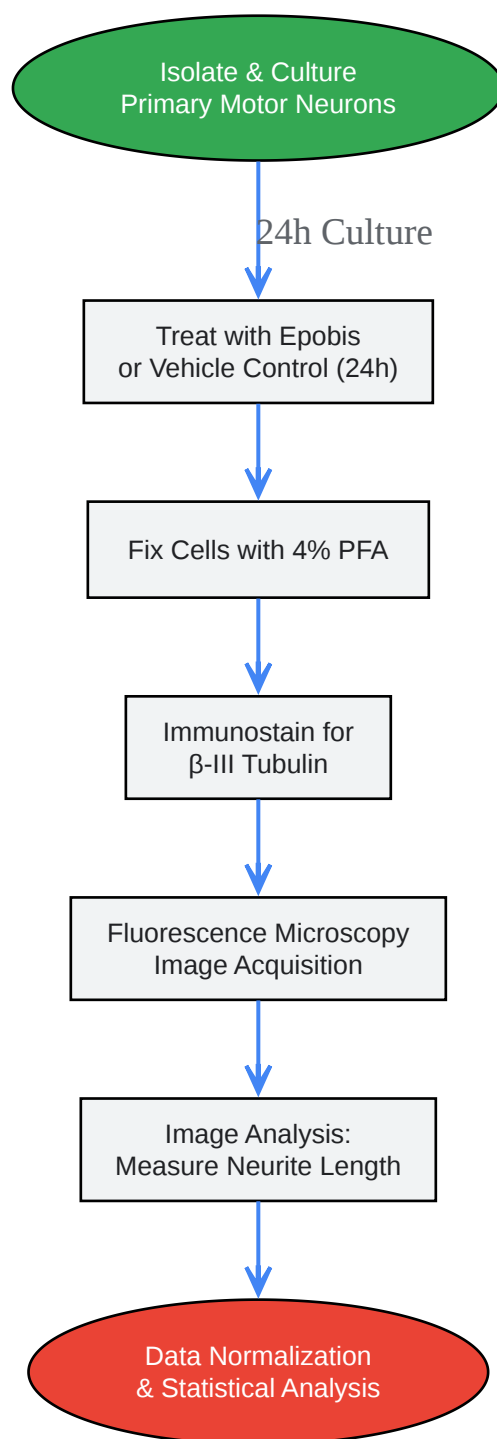 Isolate & Culture
Primary Motor Neurons
24h Culture
Treat with Epobis
or Vehicle Control (24h)
Fix Cells with 4% PFA
Immunostain for
β-III Tubulin
Fluorescence Microscopy
Image Acquisition
Image Analysis:
Measure Neurite Length
Data Normalization
& Statistical Analysis